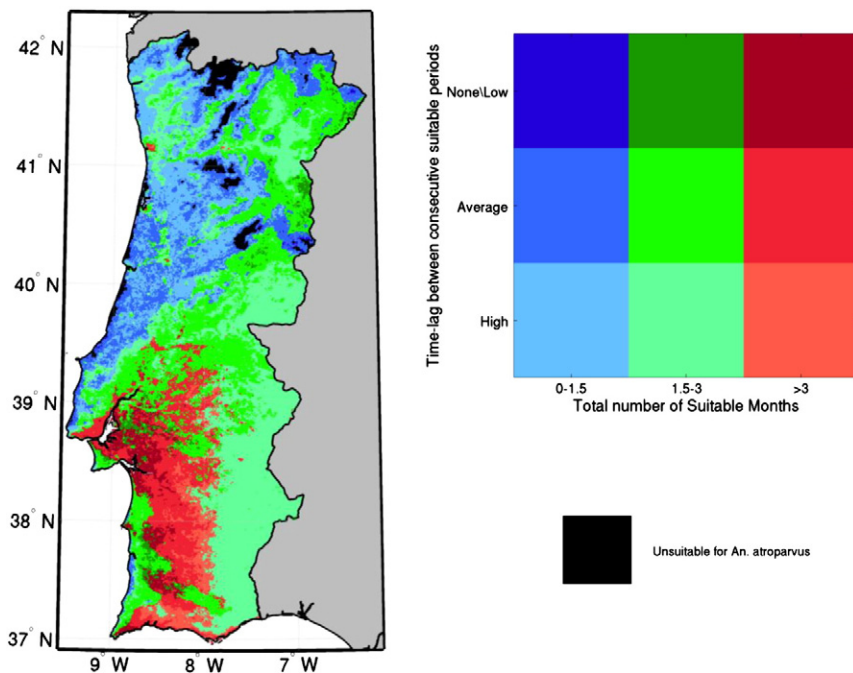 42° N
41° N
40° N
39° N
38° N
37° N
9° W
8° W
7° W
Time-lag between consecutive suitable periods
None\Low
Average
High
0-1.5
1.5-3
>3
Total number of Suitable Months
Unsuitable for An. atroparvus